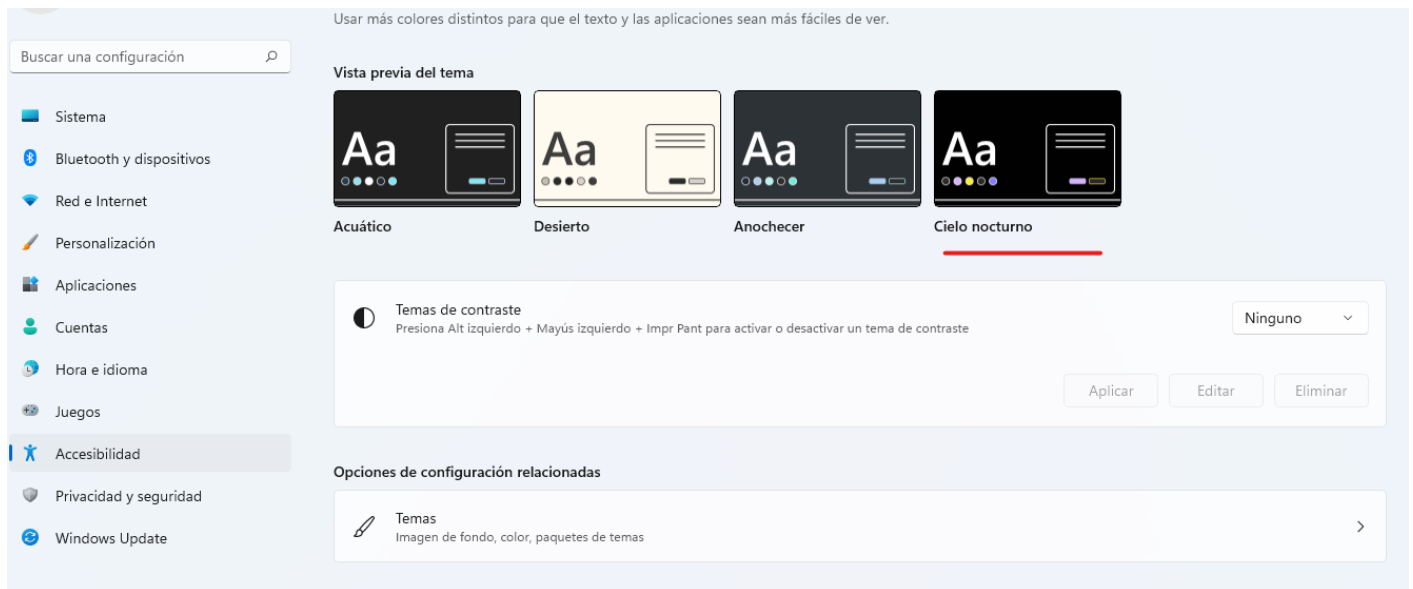 Usar más colores distintos para que el texto y las aplicaciones sean más fáciles de ver.
Buscar una configuración
Sistema
Bluetooth y dispositivos
Red e Internet
Personalización
Aplicaciones
Cuentas
Hora e idioma
Juegos
Accesibilidad
Privacidad y seguridad
Windows Update
Vista previa del tema
Aa
Aa
Aa
Aa
Acuático
Desierto
Anochecer
Cielo nocturno
Temas de contraste
Presiona Alt izquierdo + Mayús izquierdo + Impr Pant para activar o desactivar un tema de contraste
Ninguno
Aplicar
Editar
Eliminar
Opciones de configuración relacionadas
Temas
Imagen de fondo, color, paquetes de temas